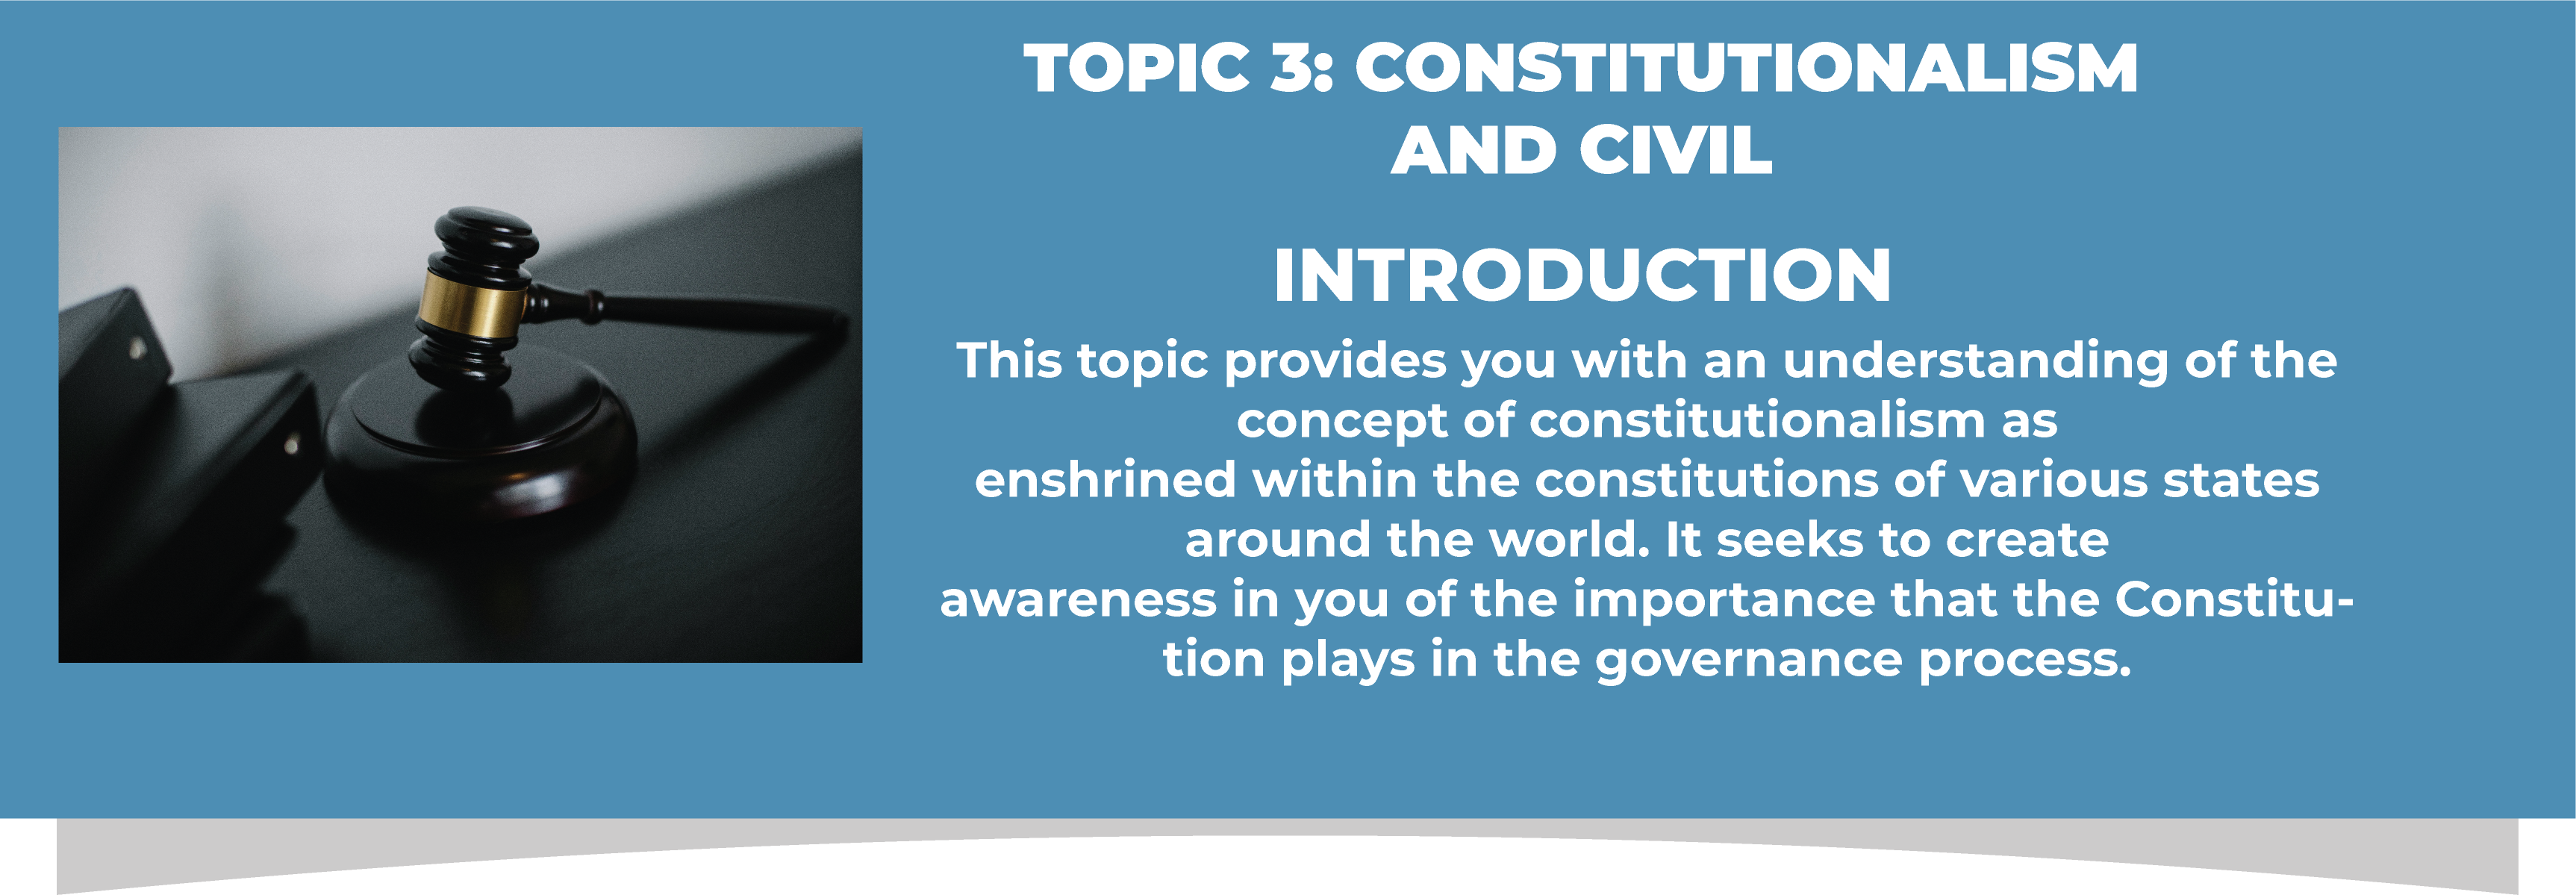 TOPIC 3: CONSTITUTIONALISM
AND CIVIL
INTRODUCTION
This topic provides you with an understanding of the
concept of constitutionalism as
enshrined within the constitutions of various states
around the world. It seeks to create
awareness in you of the importance that the Constitu-
tion plays in the governance process.